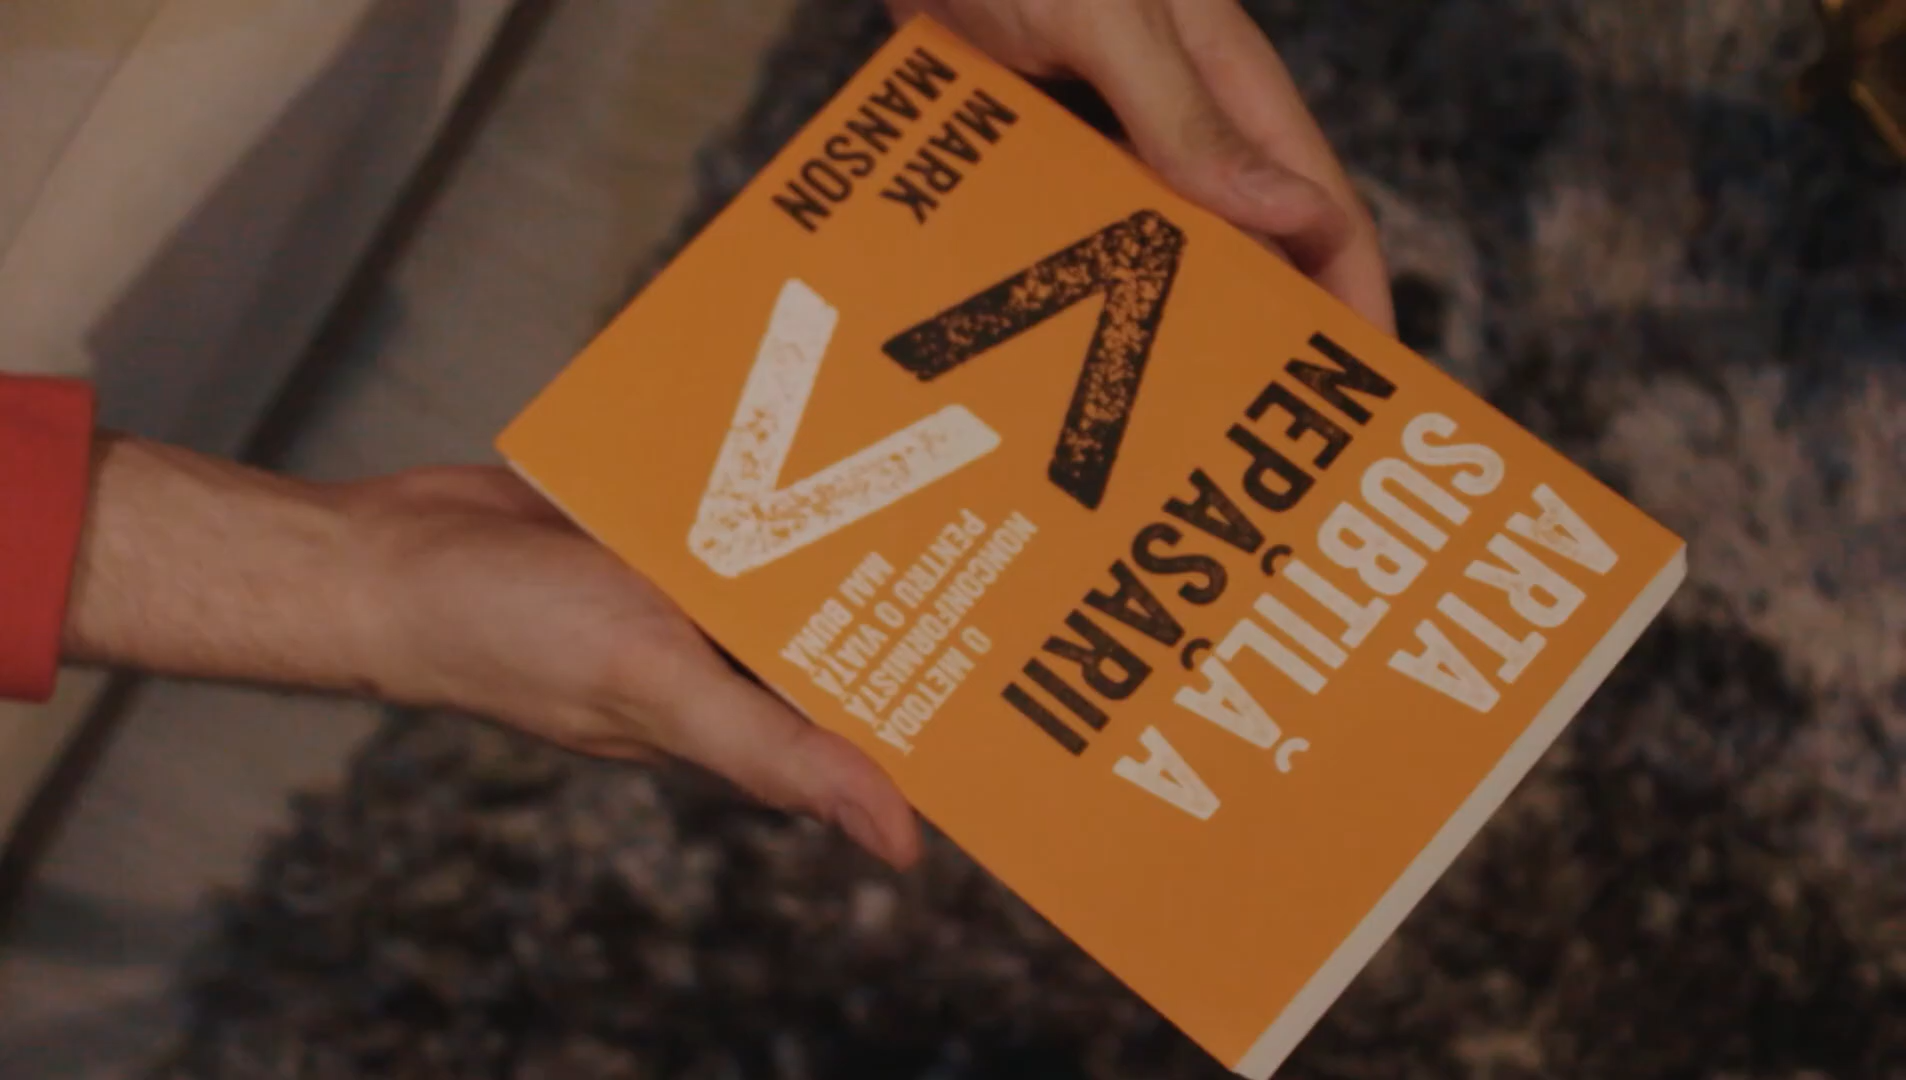 ARTA
SUBTILĂ A
NEPĂSĂRII
O METODĂ
NONCONFORMISTĂ
PENTRU O VIAȚĂ
MAI BUNĂ
MARK
MANSON